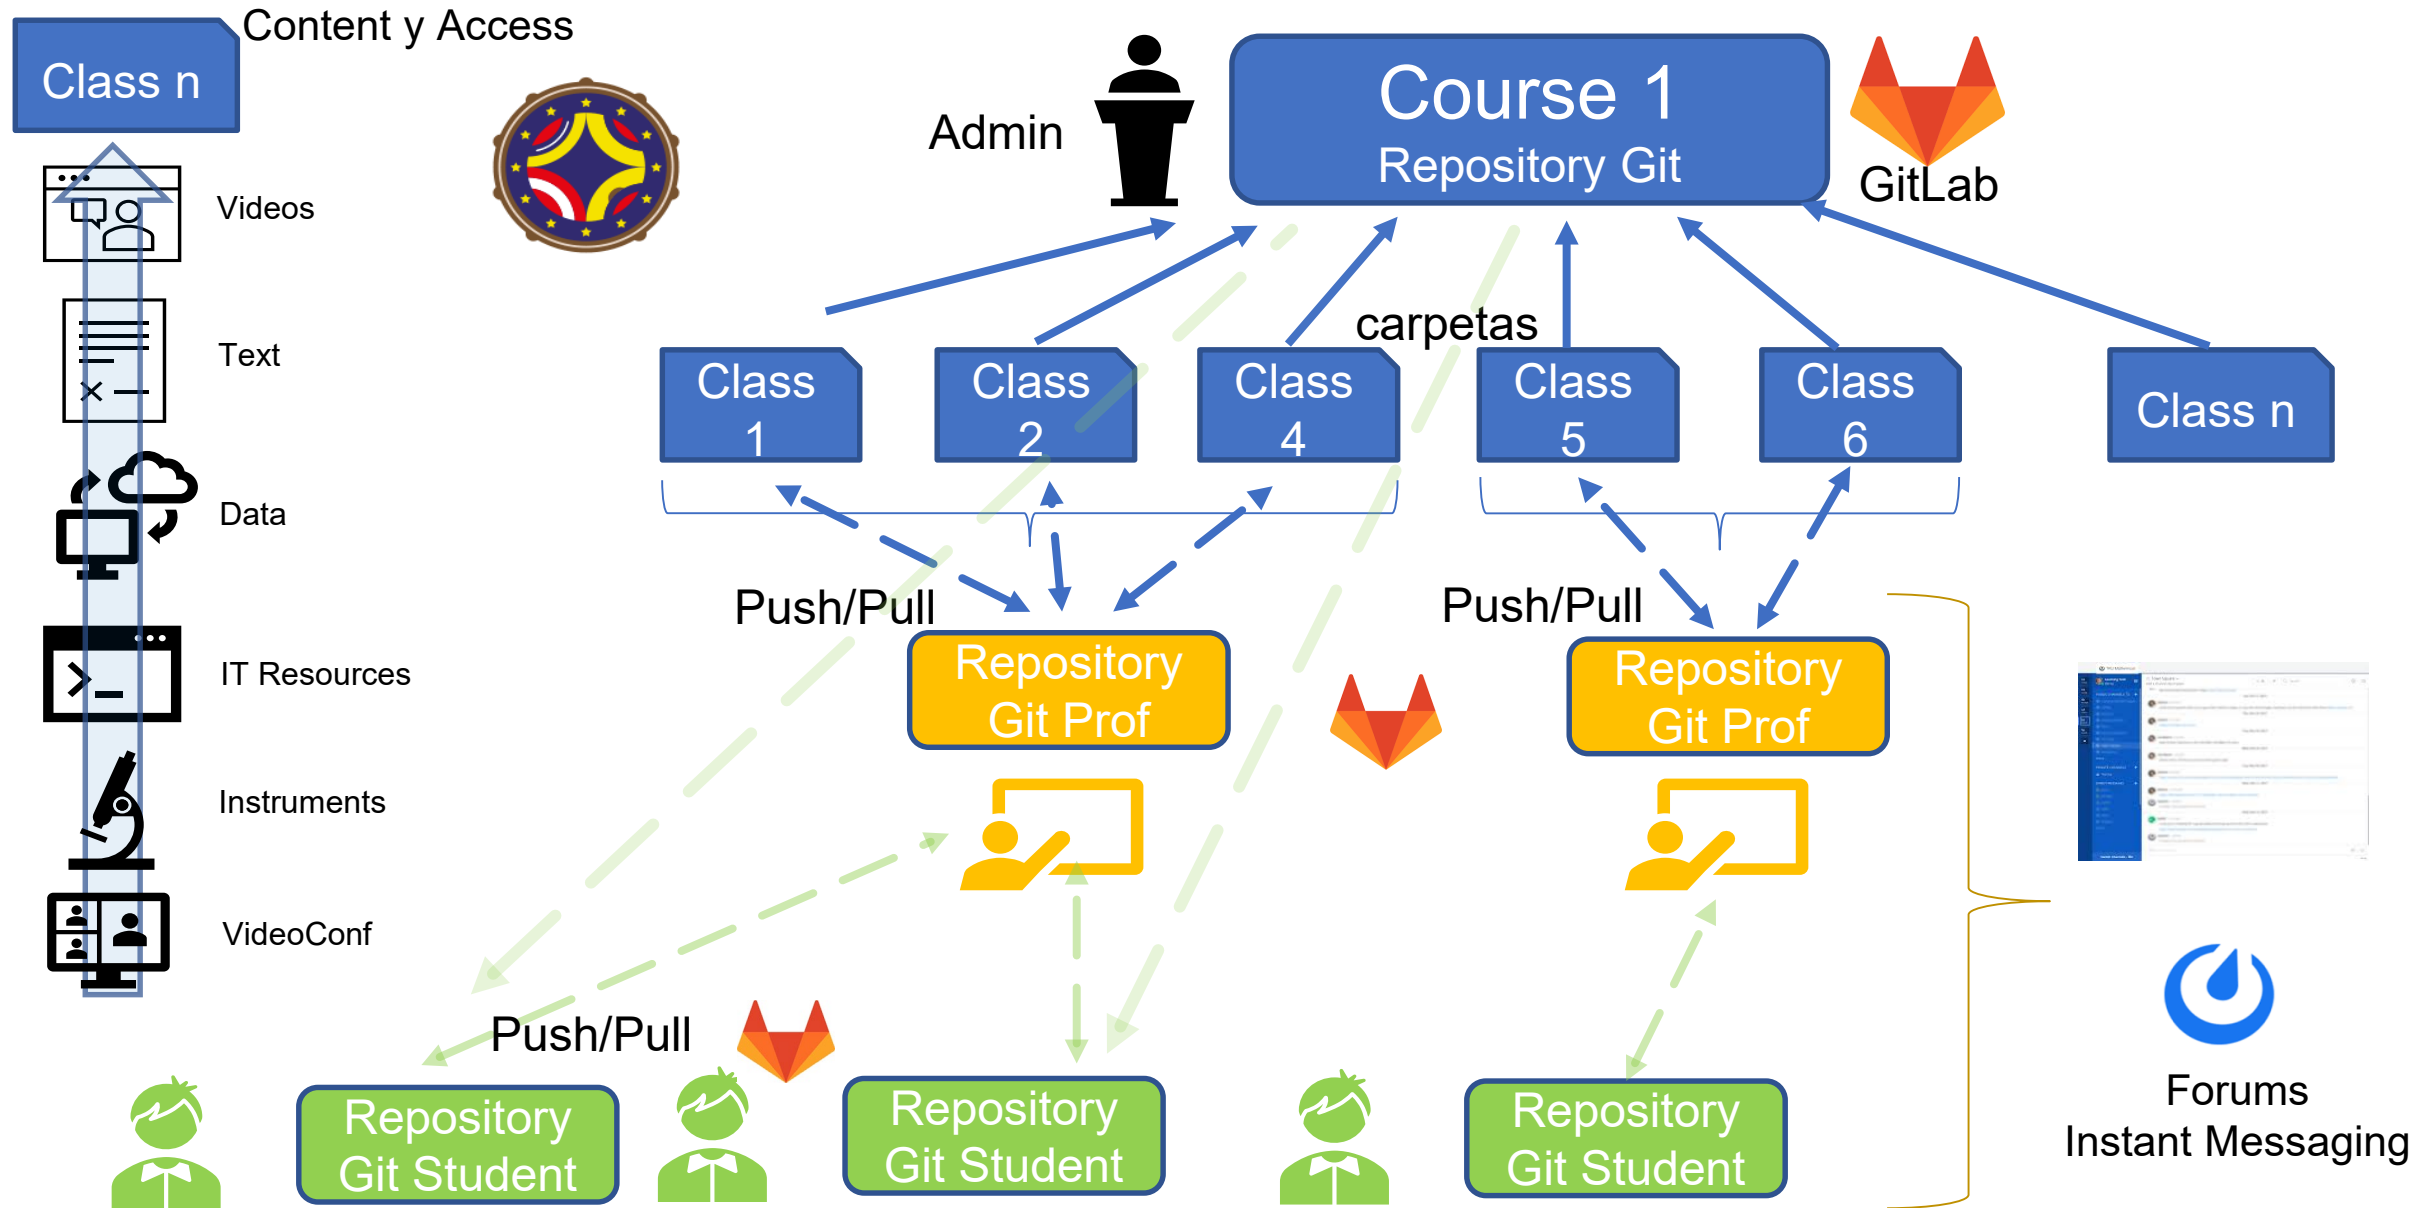 Content y Access
Class n
Videos
Text
Data
IT Resources
Instruments
VideoConf
Admin
Course 1
Repository Git
GitLab
carpetas
Class
1
Class
2
Class
4
Class
5
Class
6
Class n
Push/Pull
Push/Pull
Repository
Git Prof
Repository
Git Prof
Push/Pull
Repository
Git Student
Repository
Git Student
Repository
Git Student
Forums
Instant Messaging